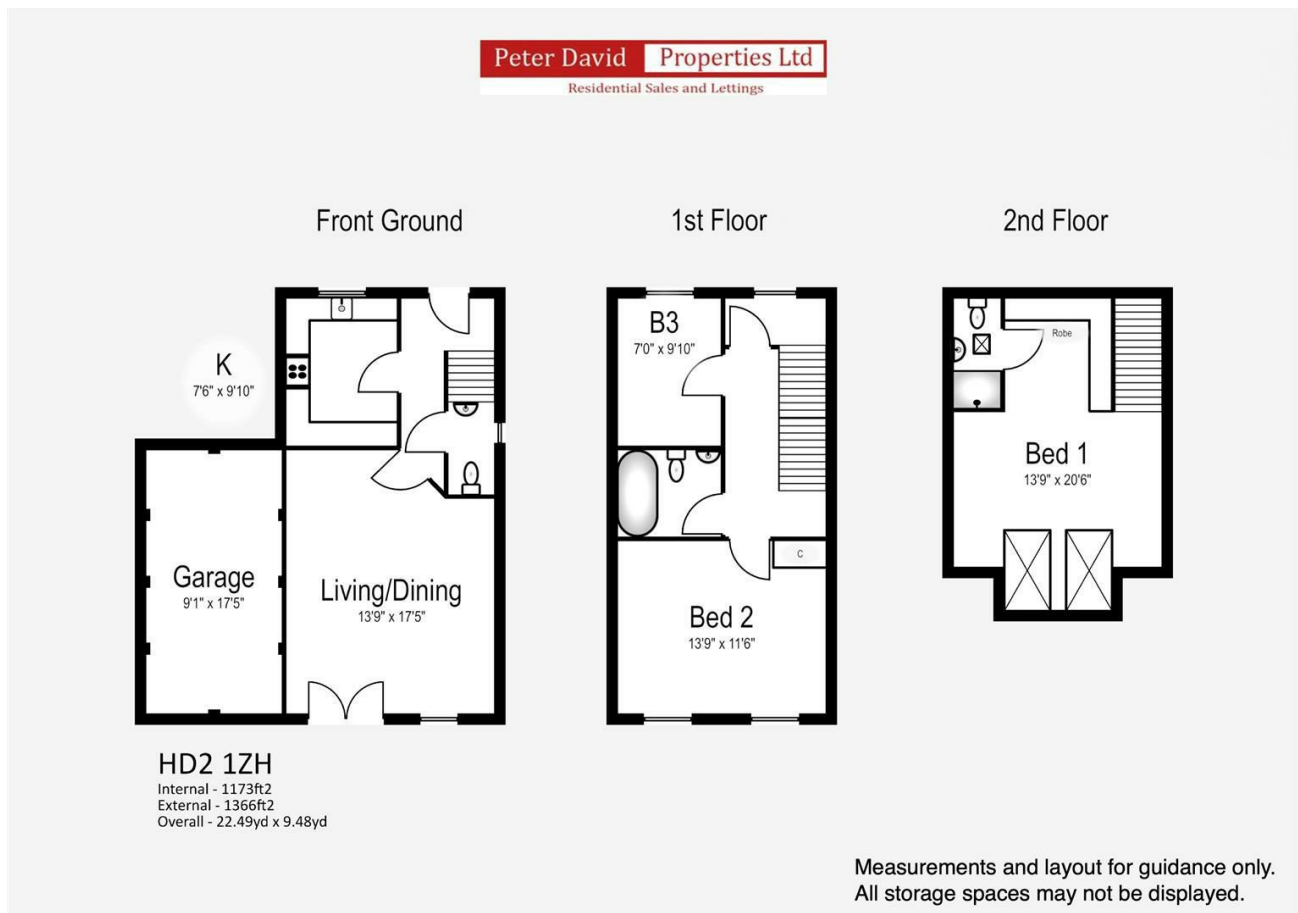 Peter David Properties Ltd
Residential Sales and Lettings
Front Ground
1st Floor
2nd Floor
K
7'6" x 9'10"
Garage
9'1" x 17'5"
Living/Dining
13'9" x 17'5"
B3
7'0" x 9'10"
C
Bed 2
13'9" x 11'6"
Robe
Bed 1
13'9" x 20'6"
HD2 1ZH
Internal - 1173ft2
External - 1366ft2
Overall - 22.49yd x 9.48yd
Measurements and layout for guidance only.
All storage spaces may not be displayed.